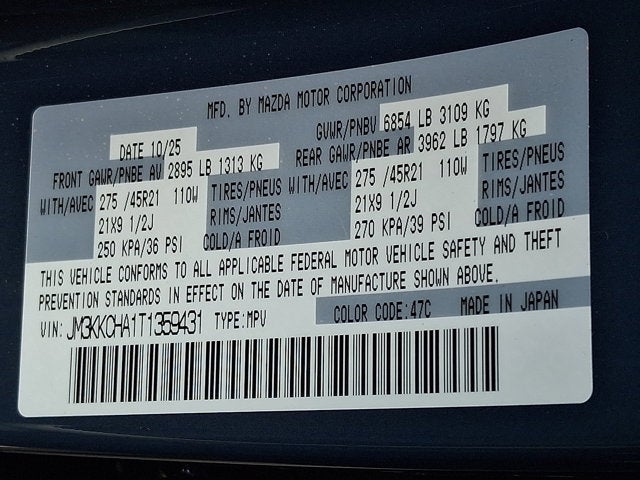 MFD. BY MAZDA MOTOR CORPORATION
DATE 10/25 GVWR/PNBV 6854 LB 3109 KG
FRONT GAWR/PNBE AV 2895 LB 1313 KG REAR GAWR/PNBE AR 3962 LB 1797 KG
WITH/AVEC 275 /45R21 110W TIRES/PNEUS WITH/AVEC 275 /45R21 110W TIRES/PNEUS
21X9 1/2J RIMS/JANTES 21X9 1/2J RIMS/JANTES
250 KPA/36 PSI COLD/A FROID 270 KPA/39 PSI COLD/A FROID
THIS VEHICLE CONFORMS TO ALL APPLICABLE FEDERAL MOTOR VEHICLE SAFETY AND THEFT
PREVENTION STANDARDS IN EFFECT ON THE DATE OF MANUFACTURE SHOWN ABOVE.
VIN: JM3KKCHA1T1359431 TYPE:MPV COLOR CODE:47C MADE IN JAPAN